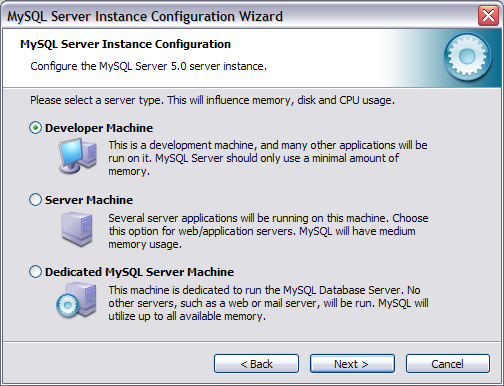 MySQL Server Instance Configuration Wizard
MySQL Server Instance Configuration
Configure the MySQL Server 5.0 server instance.
Please select a server type. This will influence memory, disk and CPU usage.
Developer Machine
This is a development machine, and many other applications will be
run on it. MySQL Server should only use a minimal amount of
memory.
Server Machine
Several server applications will be running on this machine. Choose
this option for web/application servers. MySQL will have medium
memory usage.
Dedicated MySQL Server Machine
This machine is dedicated to run the MySQL Database Server. No
other servers, such as a web or mail server, will be run. MySQL will
utilize up to all available memory.
< Back Next > Cancel